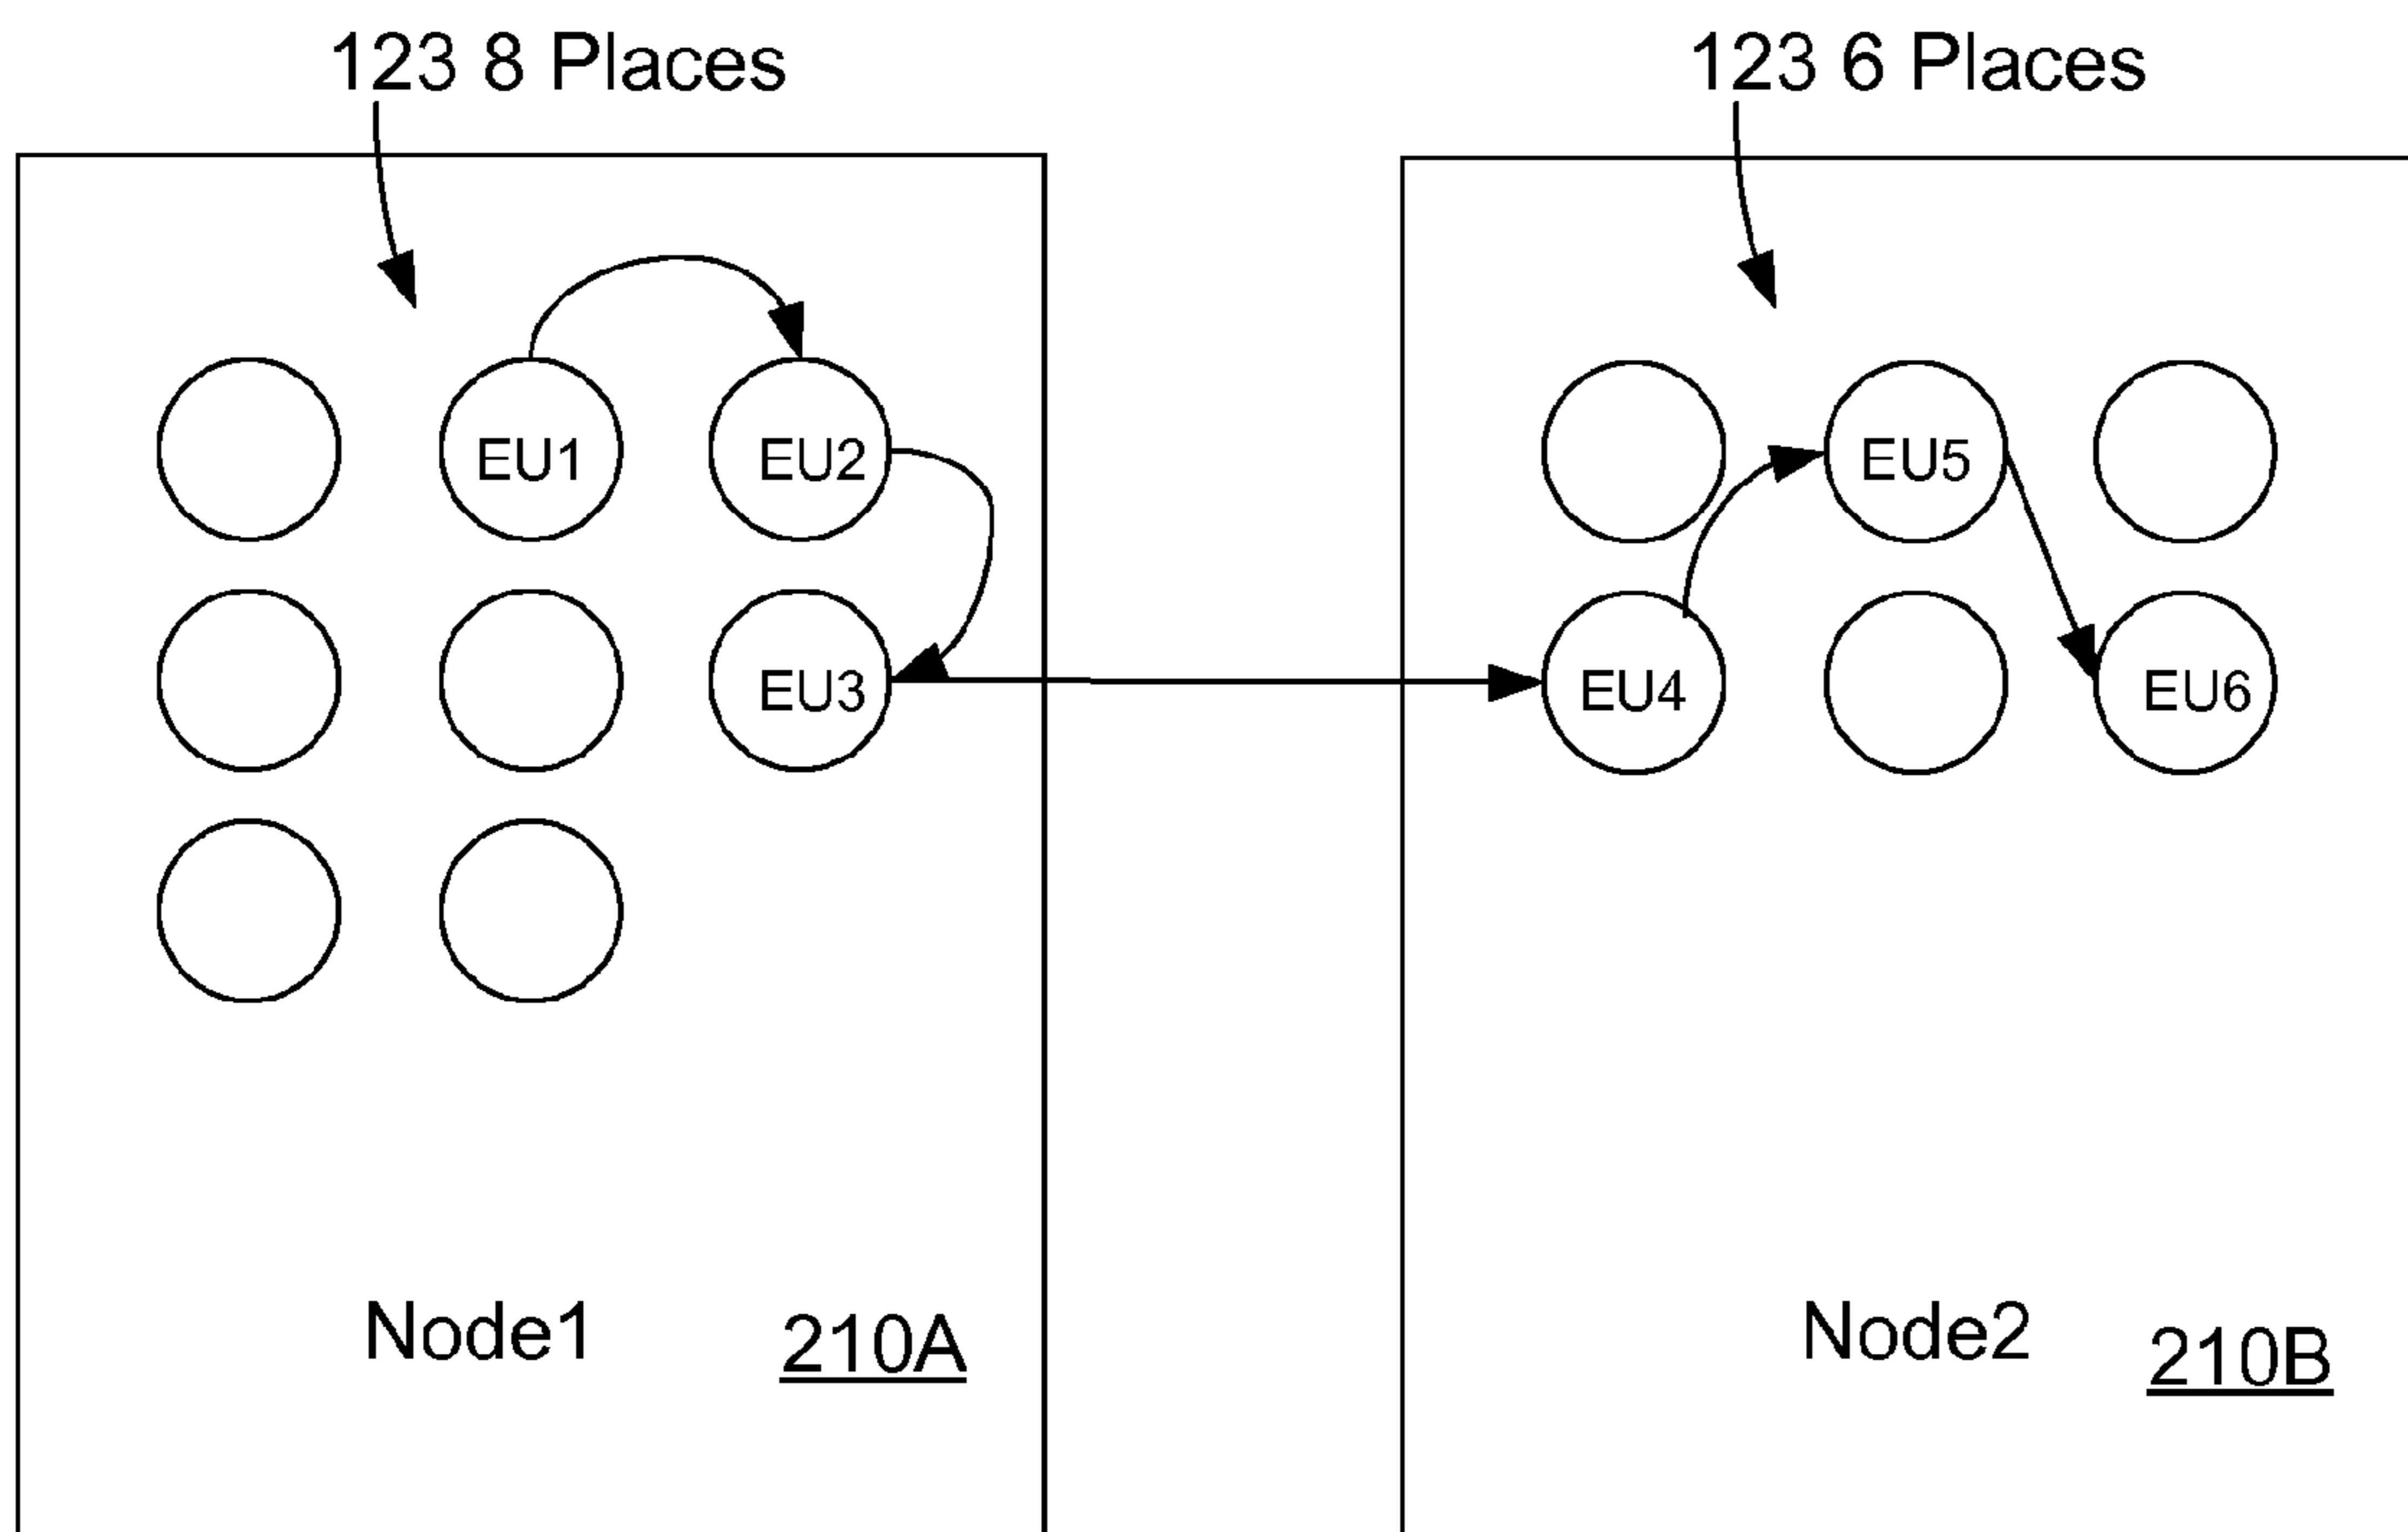 123 8 Places
123 6 Places
EU1
EU2
EU3
EU5
EU4
EU6
Node1
210A
Node2
210B